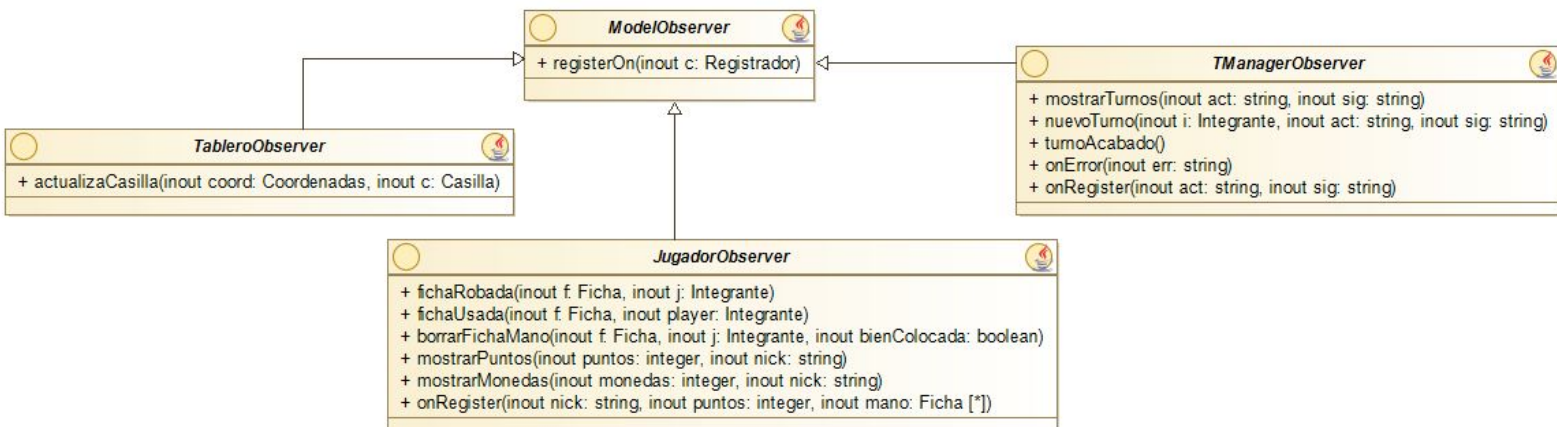 ModelObserver
+ registerOn(inout c: Registrador)
TManagerObserver
+ mostrarTurnos(inout act: string, inout sig: string)
+ nuevoTurno(inout i: Integrante, inout act: string, inout sig: string)
+ turnoAcabado()
+ onError(inout err: string)
+ onRegister(inout act: string, inout sig: string)
TableroObserver
+ actualizaCasilla(inout coord: Coordenadas, inout c: Casilla)
JugadorObserver
+ fichaRobada(inout f: Ficha, inout j: Integrante)
+ fichaUsada(inout f: Ficha, inout player: Integrante)
+ borrarFichaMano(inout f: Ficha, inout j: Integrante, inout bienColocada: boolean)
+ mostrarPuntos(inout puntos: integer, inout nick: string)
+ mostrarMonedas(inout monedas: integer, inout nick: string)
+ onRegister(inout nick: string, inout puntos: integer, inout mano: Ficha [*])